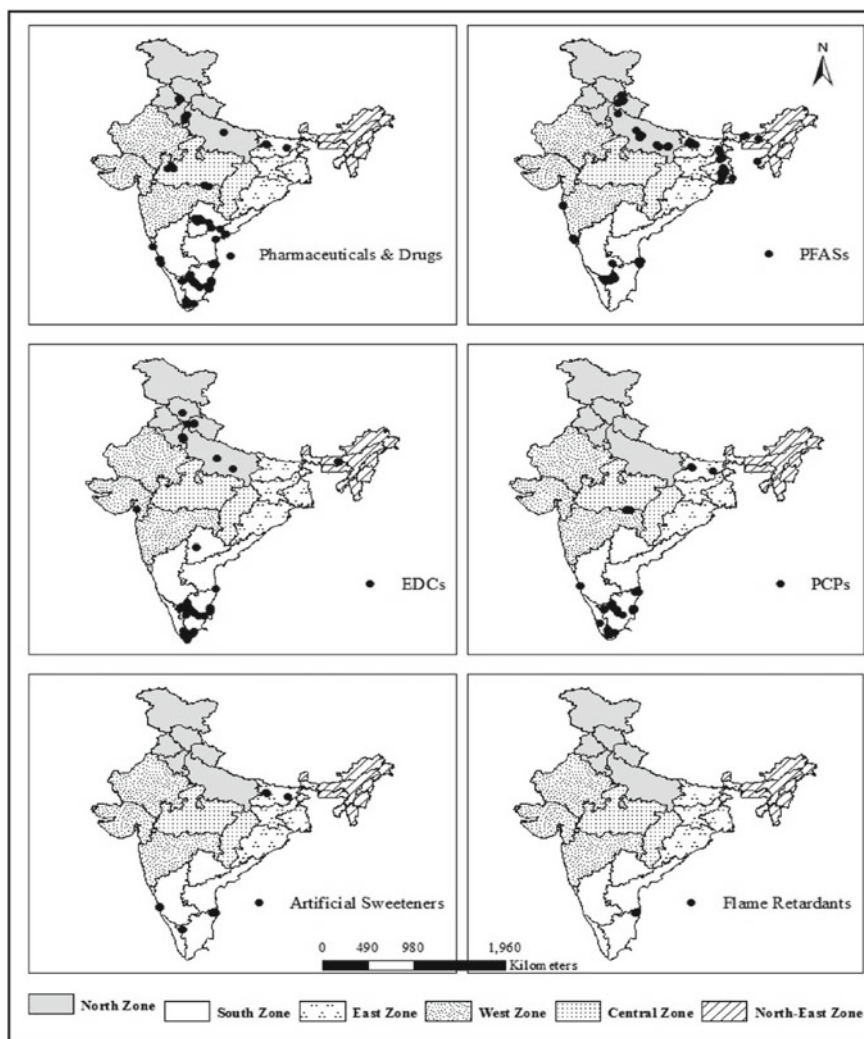 N
Pharmaceuticals & Drugs
PFASs
EDCs
PCPs
Artificial Sweeteners
Flame Retardants
0 490 980 1,960
Kilometers
North Zone South Zone East Zone West Zone Central Zone North-East Zone